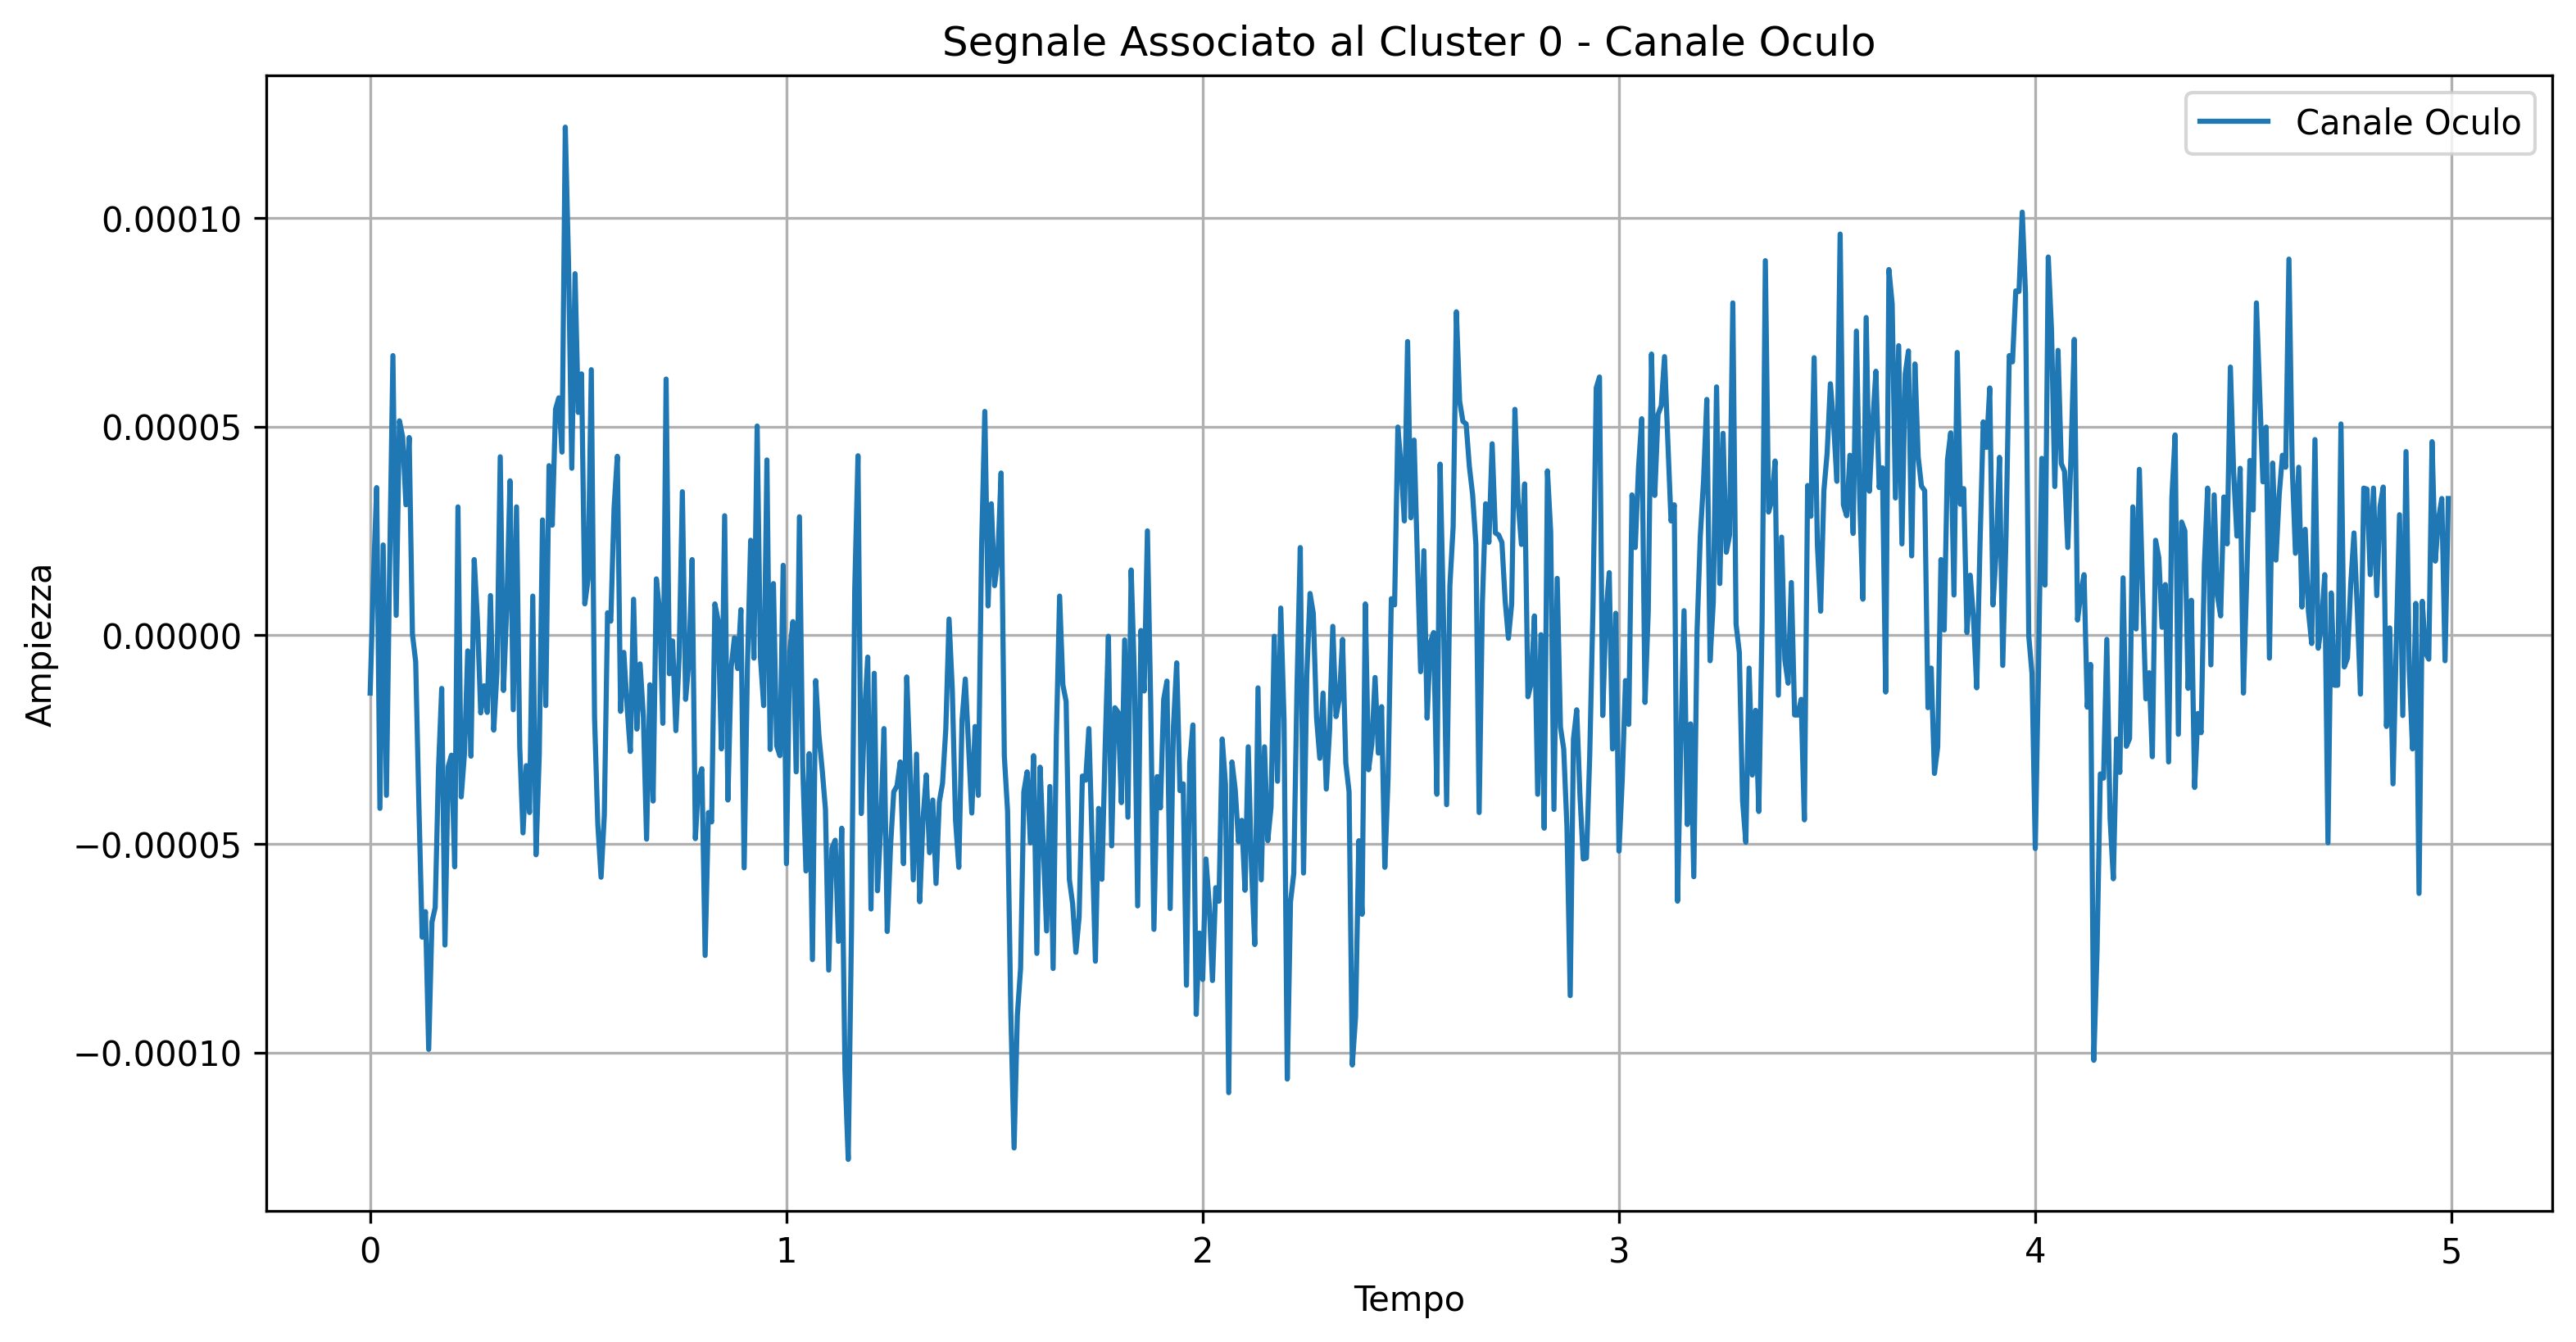 Segnale Associato al Cluster 0 - Canale Oculo
Canale Oculo
0.00010
0.00005
0.00000
−0.00005
−0.00010
Ampiezza
0 1 2 3 4 5
Tempo